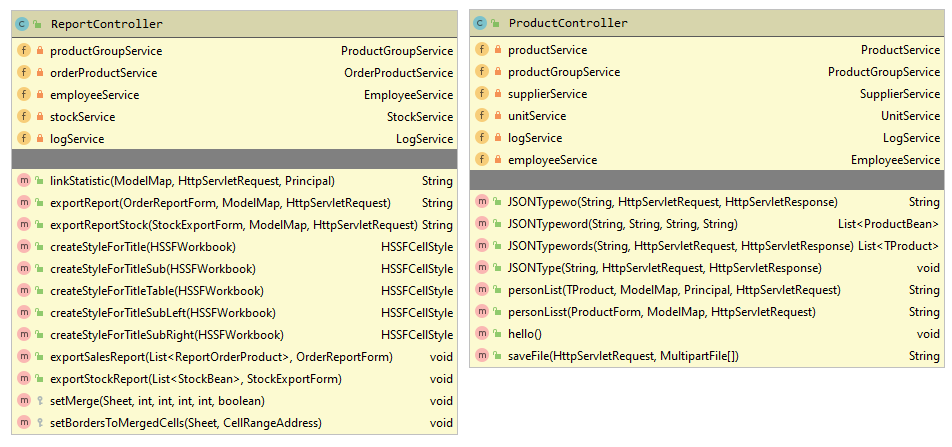 ReportController
productGroupService ProductGroupService
orderProductService OrderProductService
employeeService EmployeeService
stockService StockService
logService LogService
linkStatistic(ModelMap, HttpServletRequest, Principal) String
exportReport(OrderReportForm, ModelMap, HttpServletRequest) String
exportReportStock(StockExportForm, ModelMap, HttpServletRequest) String
createStyleForTitle(HSSFWorkbook) HSSFCellStyle
createStyleForTitleSub(HSSFWorkbook) HSSFCellStyle
createStyleForTitleTable(HSSFWorkbook) HSSFCellStyle
createStyleForTitleSubLeft(HSSFWorkbook) HSSFCellStyle
createStyleForTitleSubRight(HSSFWorkbook) HSSFCellStyle
exportSalesReport(List<ReportOrderProduct>, OrderReportForm) void
exportStockReport(List<StockBean>, StockExportForm) void
setMerge(Sheet, int, int, int, int, boolean) void
setBordersToMergedCells(Sheet, CellRangeAddress) void
ProductController
productService ProductService
productGroupService ProductGroupService
supplierService SupplierService
unitService UnitService
logService LogService
employeeService EmployeeService
JSONTypewo(String, HttpServletRequest, HttpServletResponse) String
JSONTypeword(String, String, String, String) List<ProductBean>
JSONTypewords(String, HttpServletRequest, HttpServletResponse) List<TProduct>
JSONType(String, HttpServletRequest, HttpServletResponse) void
personList(TProduct, ModelMap, Principal, HttpServletRequest) String
personLisst(ProductForm, ModelMap, HttpServletRequest) String
hello() void
saveFile(HttpServletRequest, MultipartFile[]) String